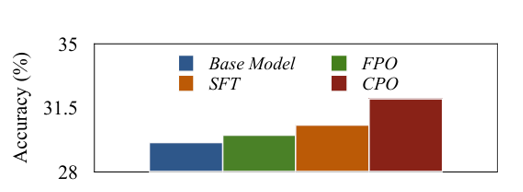 35
Accuracy (%)
Base Model
FPO
SFT
CPO
31.5
28